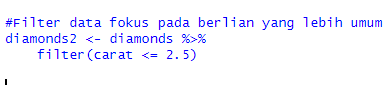 #Filter data fokus pada berlian yang lebih umum
diamonds2 <- diamonds %>%
    filter(carat <= 2.5)